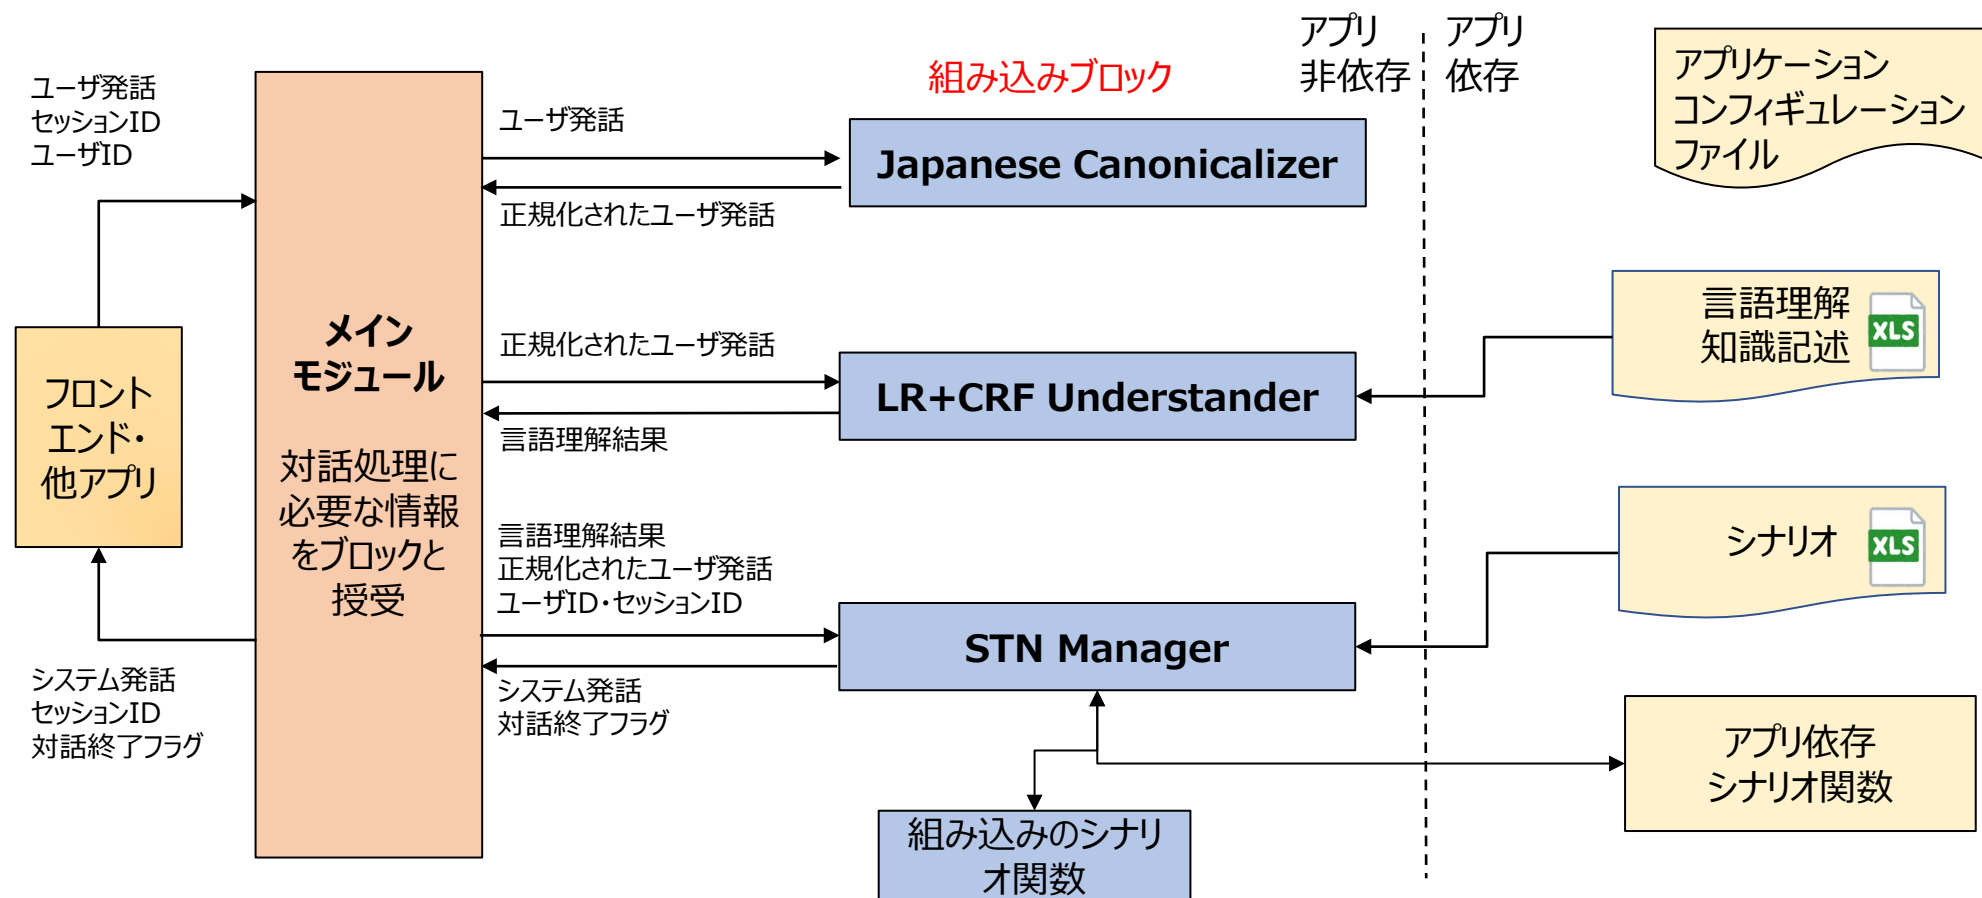 ユーザ発話
セッションID
ユーザID
フロント
エンド・
他アプリ
システム発話
セッションID
対話終了フラグ
メイン
モジュール
対話処理に
必要な情報
をブロックと
授受
組み込みブロック
アプリ
非依存
アプリ
依存
ユーザ発話
正規化されたユーザ発話
Japanese Canonicalizer
正規化されたユーザ発話
言語理解結果
LR+CRF Understander
言語理解結果
正規化されたユーザ発話
ユーザID・セッションID
システム発話
対話終了フラグ
STN Manager
組み込みのシナリ
オ関数
アプリケーション
コンフィギュレーション
ファイル
言語理解
知識記述
XLS
シナリオ
XLS
アプリ依存
シナリオ関数